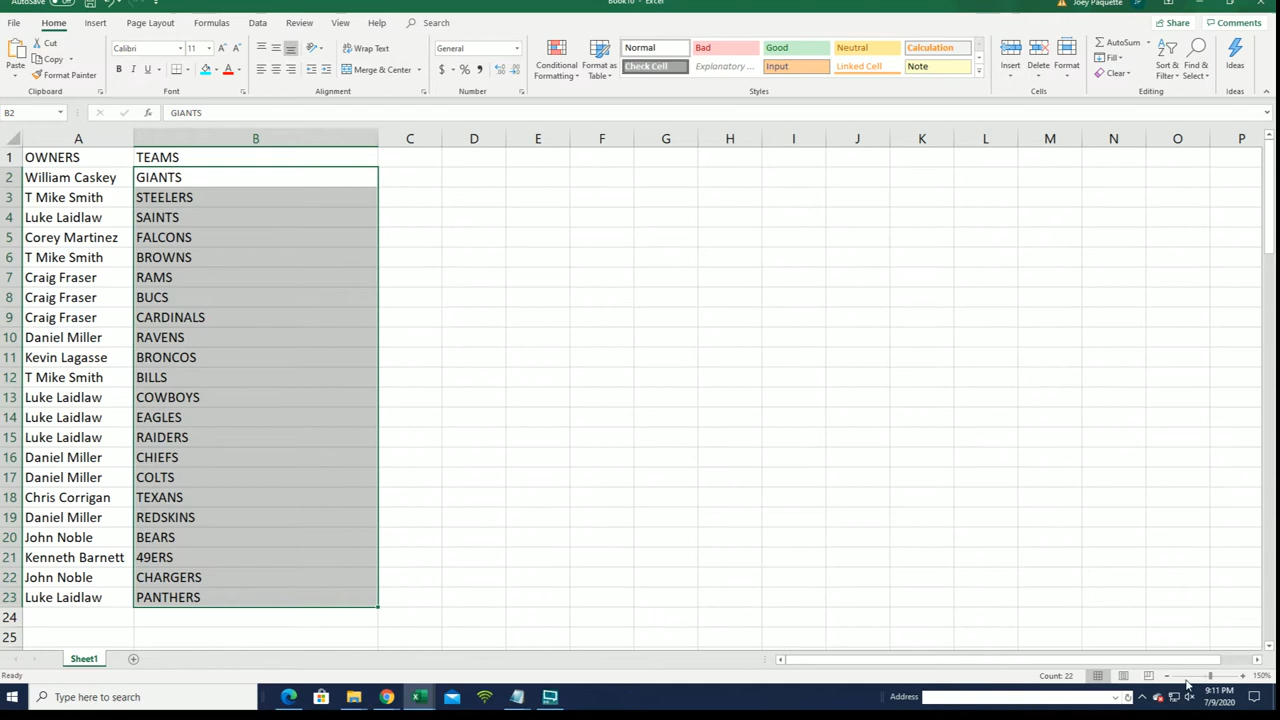 AutoSave Off
Book10 - Excel
Joey Paquette JP
File Home Insert Page Layout Formulas Data Review View Help Search Share Comments
Paste Cut Copy Format Painter
Clipboard
Calibri 11
B I U A
Font
Wrap Text
Merge & Center
Alignment
General
$ % ,
Number
Conditional Formatting
Format as Table
Normal Bad Good Neutral Calculation
Check Cell Explanatory ... Input Linked Cell Note
Styles
Insert Delete Format
Cells
AutoSum
Fill
Clear
Sort & Filter
Find & Select
Editing
Ideas
Ideas
B2 fx GIANTS
A B C D E F G H I J K L M N O P
1 OWNERS TEAMS
2 William Caskey GIANTS
3 T Mike Smith STEELERS
4 Luke Laidlaw SAINTS
5 Corey Martinez FALCONS
6 T Mike Smith BROWNS
7 Craig Fraser RAMS
8 Craig Fraser BUCS
9 Craig Fraser CARDINALS
10 Daniel Miller RAVENS
11 Kevin Lagasse BRONCOS
12 T Mike Smith BILLS
13 Luke Laidlaw COWBOYS
14 Luke Laidlaw EAGLES
15 Luke Laidlaw RAIDERS
16 Daniel Miller CHIEFS
17 Daniel Miller COLTS
18 Chris Corrigan TEXANS
19 Daniel Miller REDSKINS
20 John Noble BEARS
21 Kenneth Barnett 49ERS
22 John Noble CHARGERS
23 Luke Laidlaw PANTHERS
24
25
Sheet1
Ready Count: 22 150%
Type here to search Address 9:11 PM
7/9/2020